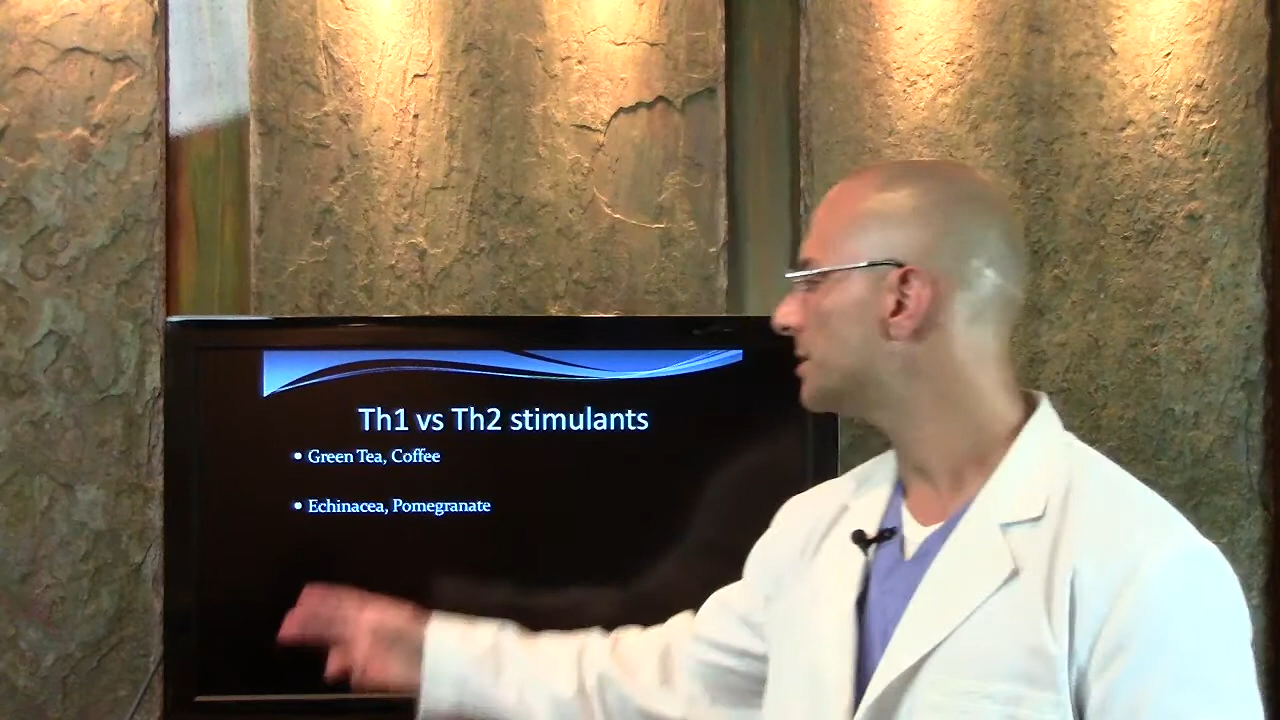 Th1 vs Th2 stimulants
• Green Tea, Coffee
• Echinacea, Pomegranate